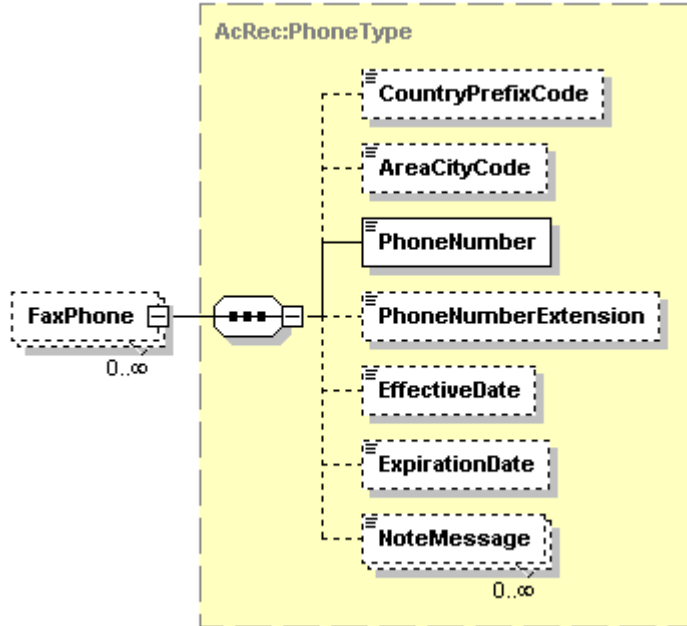 AcRec:PhoneType
CountryPrefixCode
AreaCityCode
PhoneNumber
FaxPhone
0..∞
PhoneNumberExtension
EffectiveDate
ExpirationDate
NoteMessage
0..∞